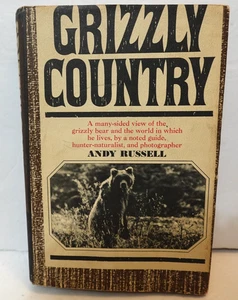 GRIZZLY
COUNTRY
A many-sided view of the
grizzly bear and the world in which
he lives, by a noted guide,
hunter-naturalist, and photographer
ANDY RUSSELL